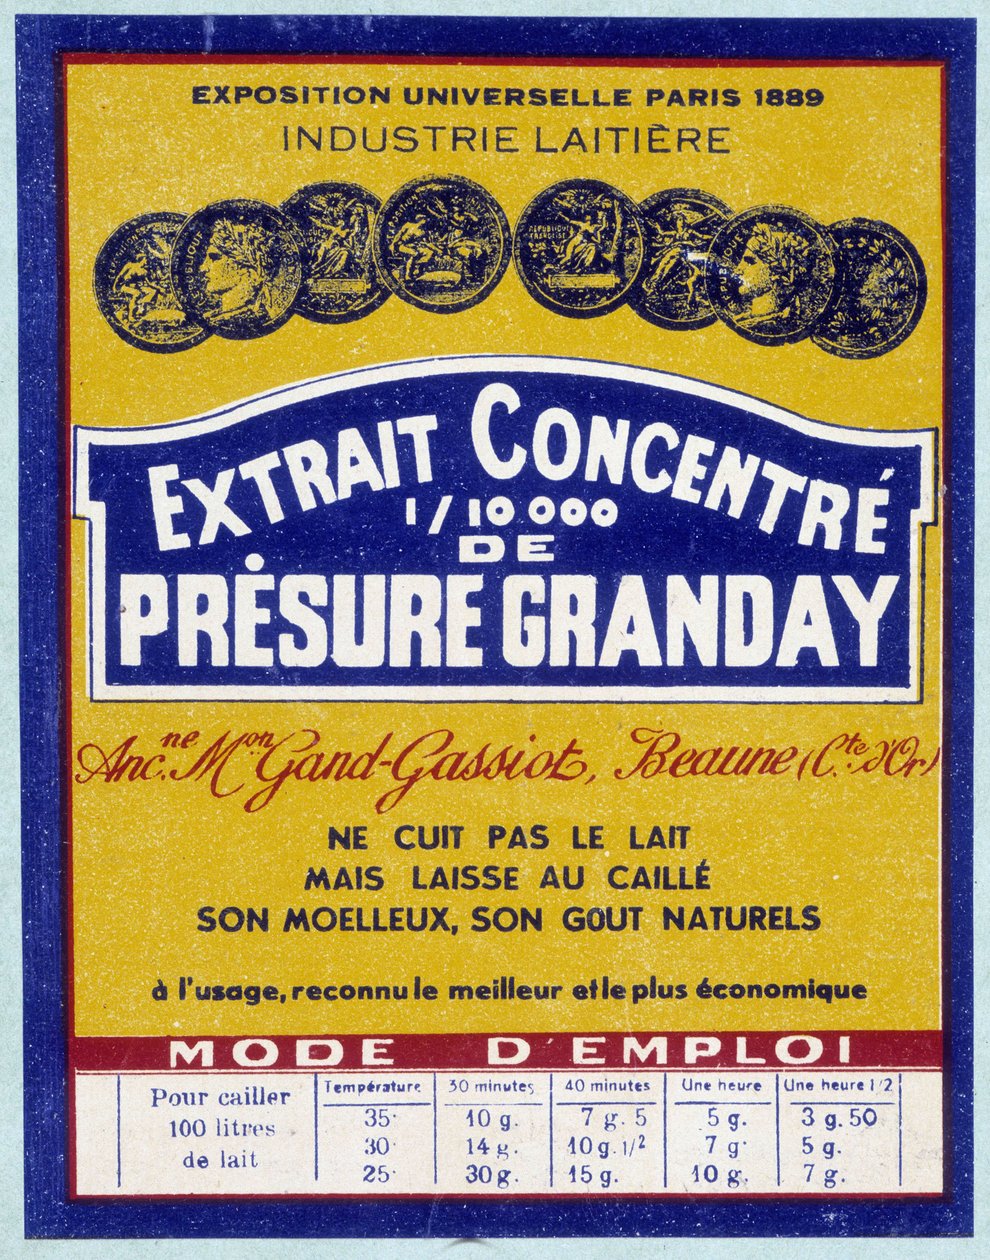 EXPOSITION UNIVERSELLE PARIS 1889
INDUSTRIE LAITIÈRE
RÉPUBLIQUE FRANÇAISE
EXTRAIT CONCENTRÉ
1/10 000
DE
PRÉSURE GRANDAY
Anc.ne Mon Gand-Gassiot, Beaune (Cte d'Or)
NE CUIT PAS LE LAIT
MAIS LAISSE AU CAILLÉ
SON MOELLEUX, SON GOUT NATURELS
à l'usage, reconnu le meilleur et le plus économique
MODE D'EMPLOI
Pour cailler
100 litres
de lait
Température 30 minutes 40 minutes Une heure Une heure 1/2
35· 10 g. 7 g. 5 5 g. 3 g. 50
30· 14 g. 10 g. 1/2 7 g· 5 g.
25· 30 g. 15 g. 10 g. 7 g.